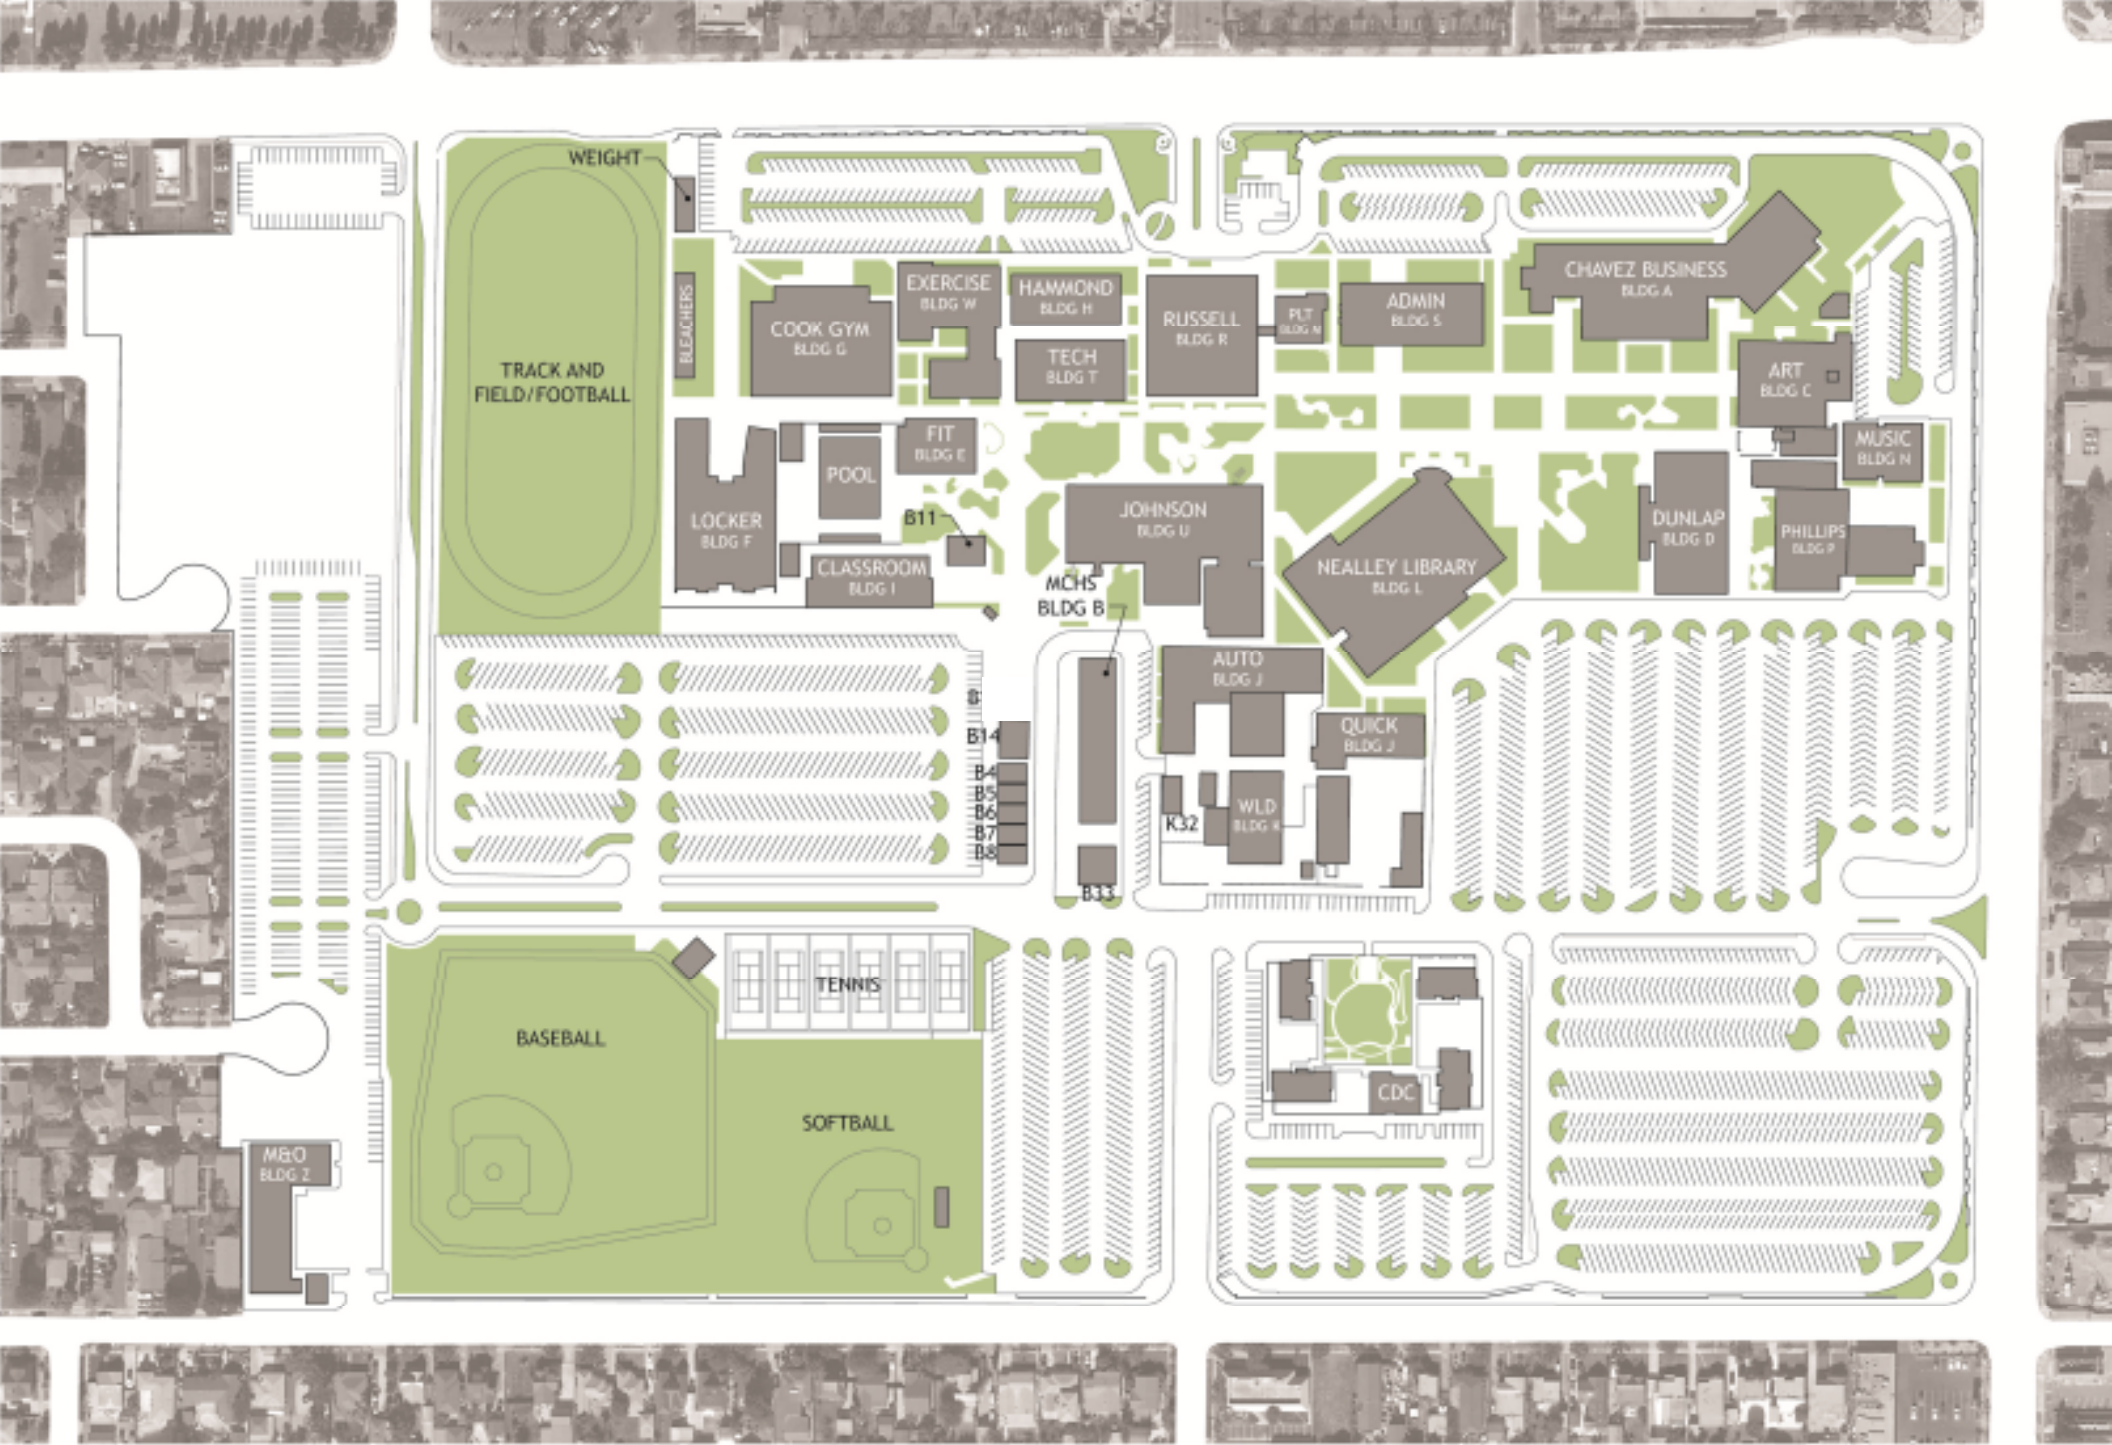 WEIGHT
BLEACHERS
TRACK AND
FIELD/FOOTBALL
COOK GYM
BLDG G
EXERCISE
BLDG W
HAMMOND
BLDG H
TECH
BLDG T
RUSSELL
BLDG R
PLT
ADMIN
BLDG S
CHAVEZ BUSINESS
BLDG A
ART
BLDG C
MUSIC
BLDG N
LOCKER
BLDG F
POOL
FIT
BLDG E
B11
CLASSROOM
BLDG I
JOHNSON
BLDG U
MCHS
BLDG B
NEALLEY LIBRARY
BLDG L
DUNLAP
BLDG D
PHILLIPS
BLDG P
AUTO
BLDG J
QUICK
BLDG J
WLD
BLDG K
K32
B14
B4
B5
B6
B7
B8
B33
TENNIS
BASEBALL
SOFTBALL
CDC
M&O
BLDG Z